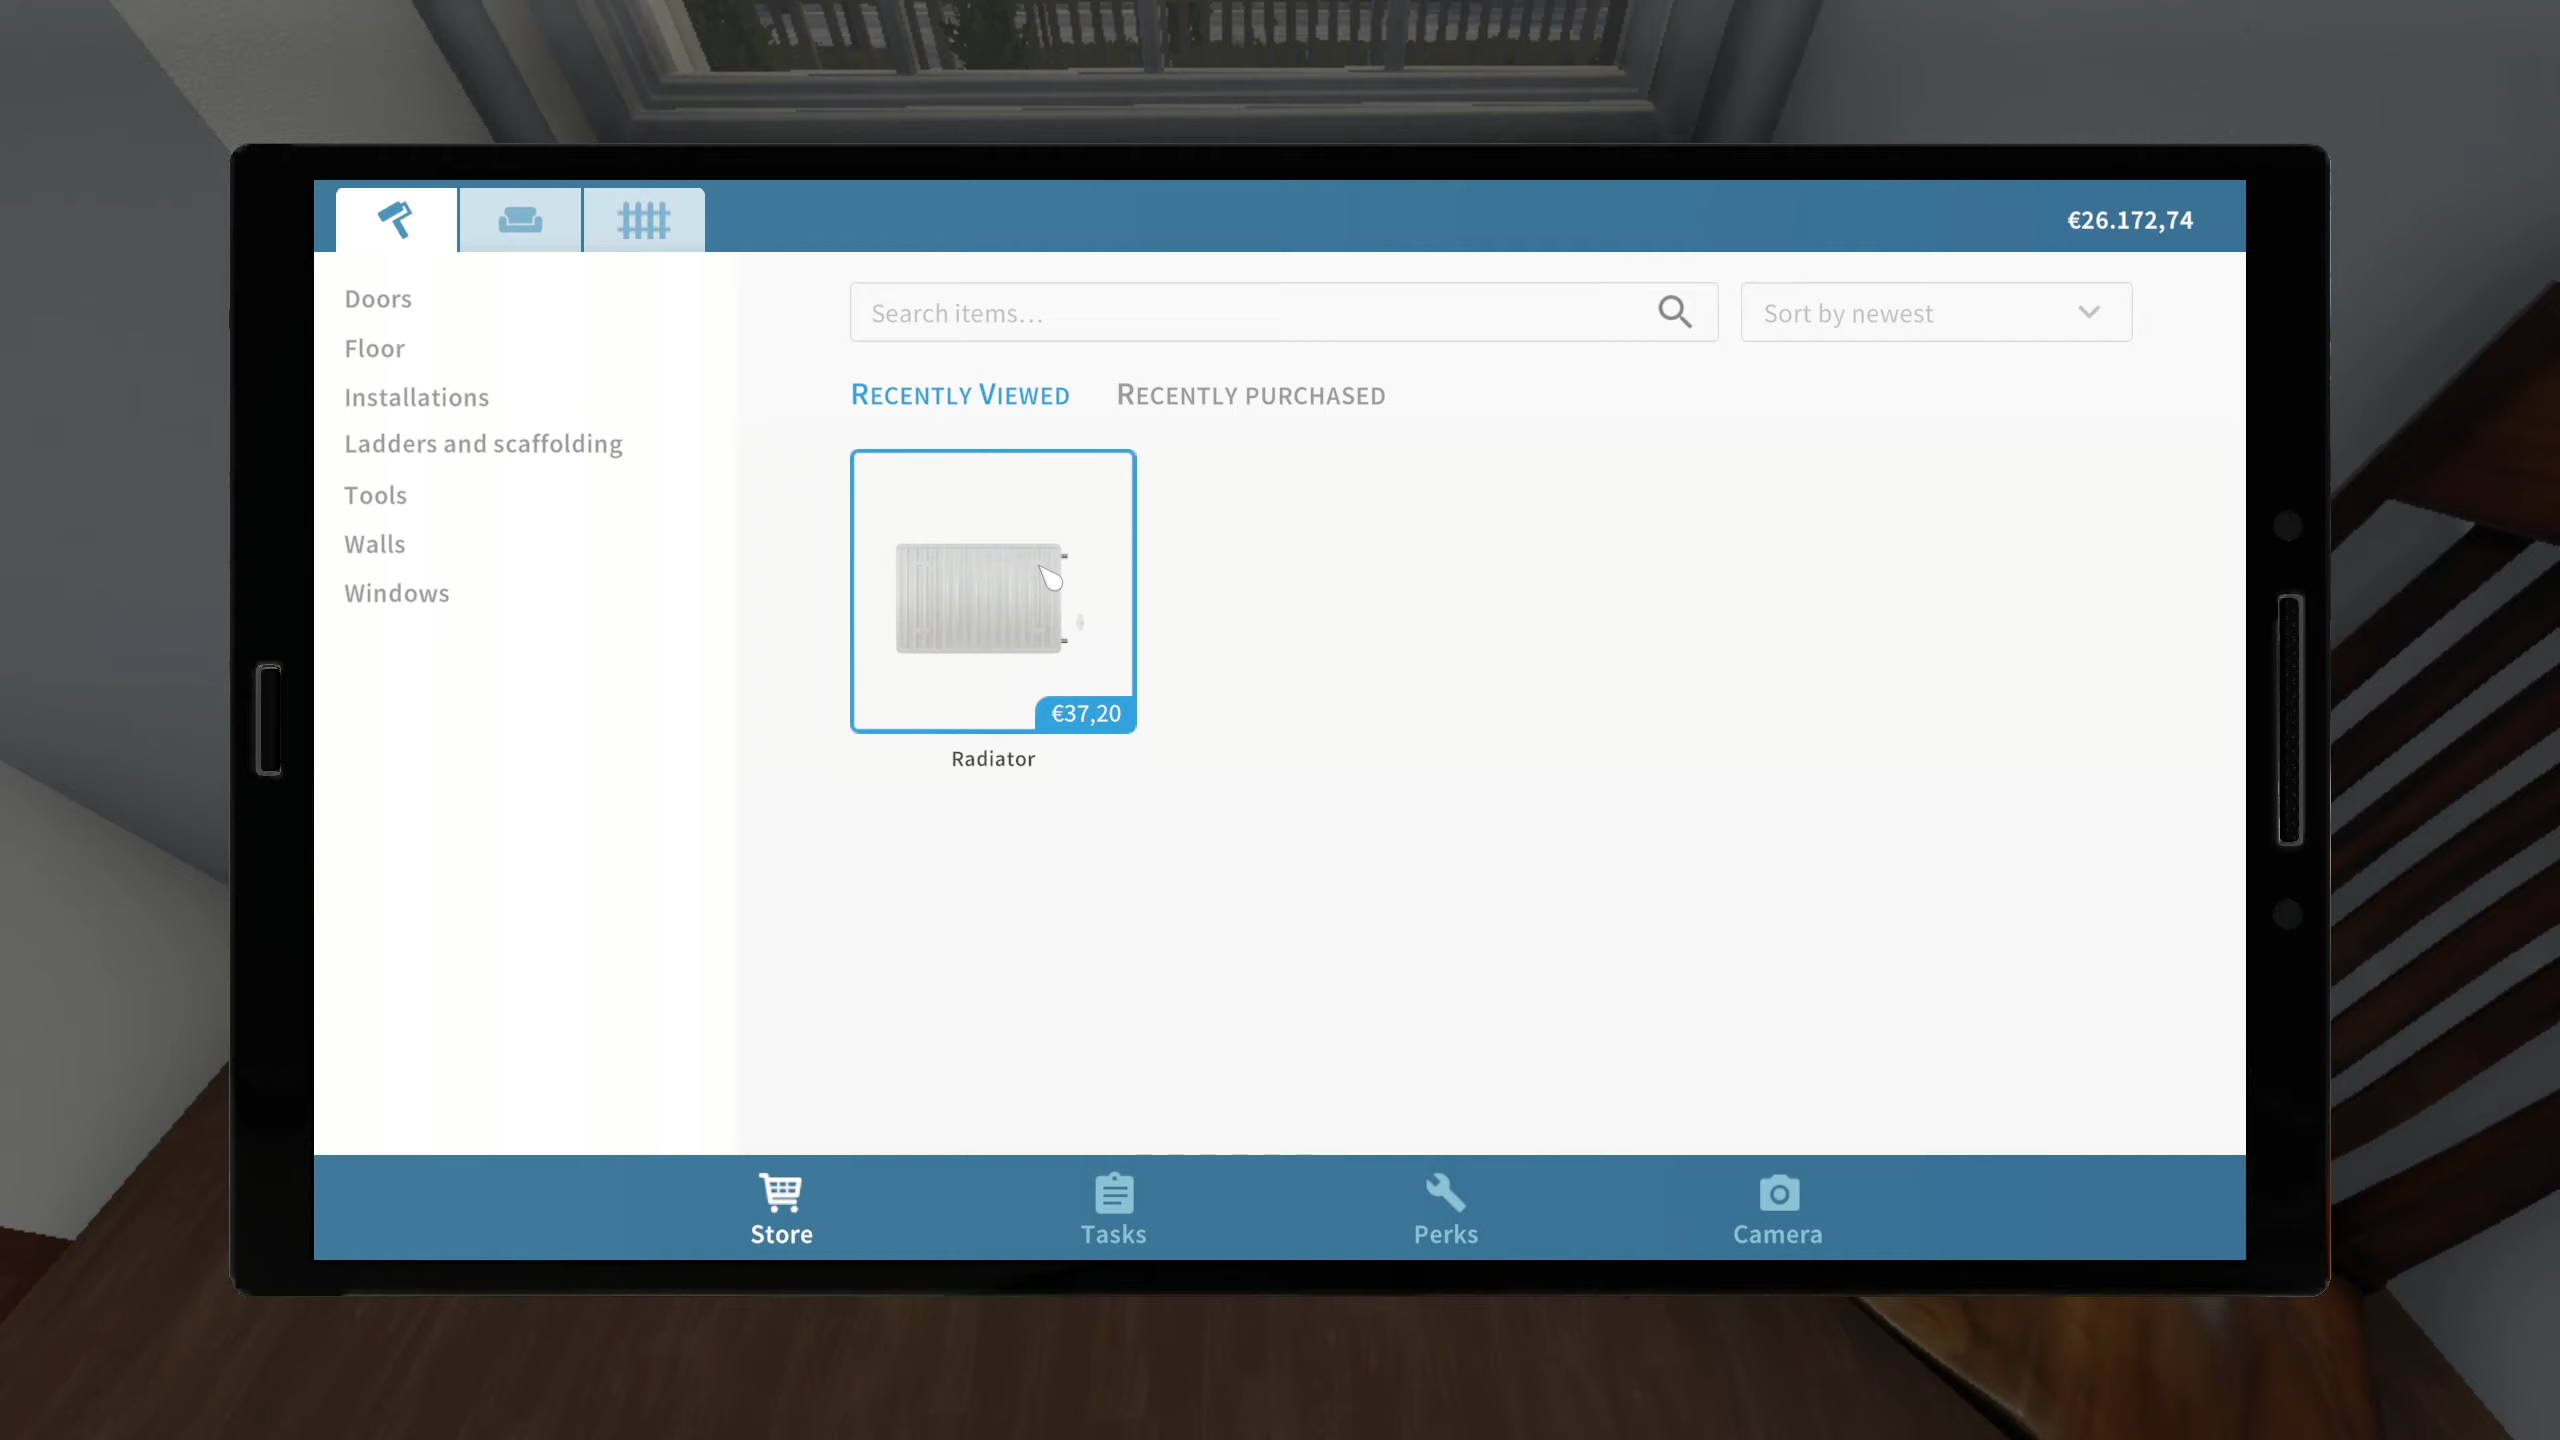 €26.172,74
Doors
Floor
Installations
Ladders and scaffolding
Tools
Walls
Windows
Search items...
Sort by newest
RECENTLY VIEWED
RECENTLY PURCHASED
€37,20
Radiator
Store
Tasks
Perks
Camera